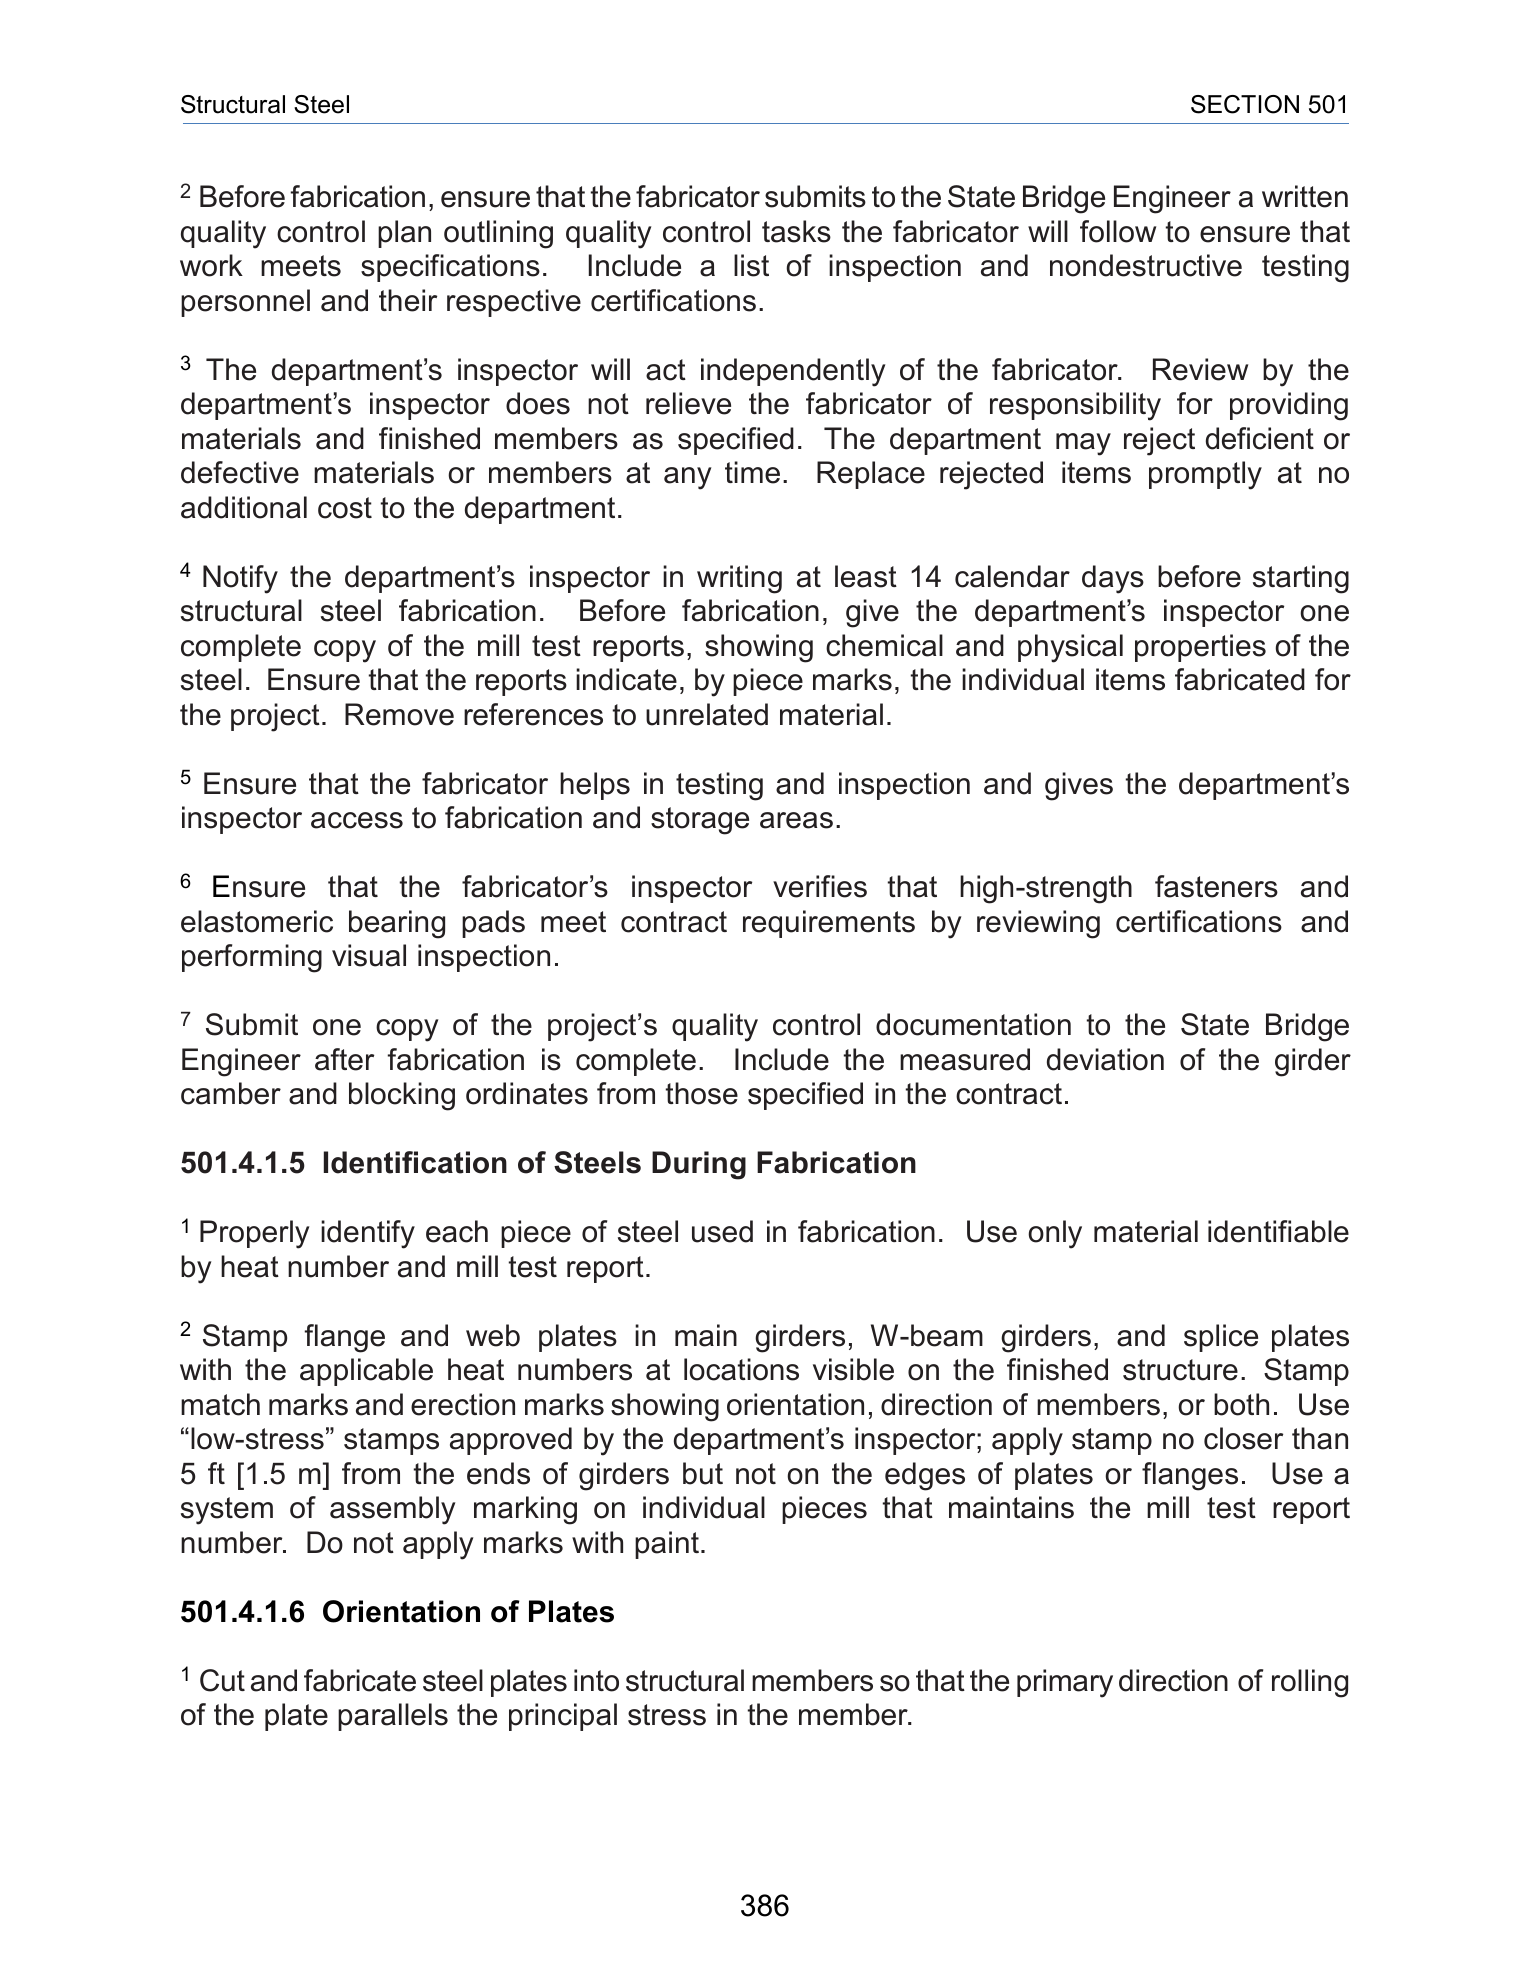 Structural Steel SECTION 501
2 Before fabrication, ensure that the fabricator submits to the State Bridge Engineer a written
quality control plan outlining quality control tasks the fabricator will follow to ensure that
work meets specifications. Include a list of inspection and nondestructive testing
personnel and their respective certifications.
3 The department’s inspector will act independently of the fabricator. Review by the
department’s inspector does not relieve the fabricator of responsibility for providing
materials and finished members as specified. The department may reject deficient or
defective materials or members at any time. Replace rejected items promptly at no
additional cost to the department.
4 Notify the department’s inspector in writing at least 14 calendar days before starting
structural steel fabrication. Before fabrication, give the department’s inspector one
complete copy of the mill test reports, showing chemical and physical properties of the
steel. Ensure that the reports indicate, by piece marks, the individual items fabricated for
the project. Remove references to unrelated material.
5 Ensure that the fabricator helps in testing and inspection and gives the department’s
inspector access to fabrication and storage areas.
6 Ensure that the fabricator’s inspector verifies that high-strength fasteners and
elastomeric bearing pads meet contract requirements by reviewing certifications and
performing visual inspection.
7 Submit one copy of the project’s quality control documentation to the State Bridge
Engineer after fabrication is complete. Include the measured deviation of the girder
camber and blocking ordinates from those specified in the contract.
501.4.1.5 Identification of Steels During Fabrication
1 Properly identify each piece of steel used in fabrication. Use only material identifiable
by heat number and mill test report.
2 Stamp flange and web plates in main girders, W-beam girders, and splice plates
with the applicable heat numbers at locations visible on the finished structure. Stamp
match marks and erection marks showing orientation, direction of members, or both. Use
“low-stress” stamps approved by the department’s inspector; apply stamp no closer than
5 ft [1.5 m] from the ends of girders but not on the edges of plates or flanges. Use a
system of assembly marking on individual pieces that maintains the mill test report
number. Do not apply marks with paint.
501.4.1.6 Orientation of Plates
1 Cut and fabricate steel plates into structural members so that the primary direction of rolling
of the plate parallels the principal stress in the member.
386